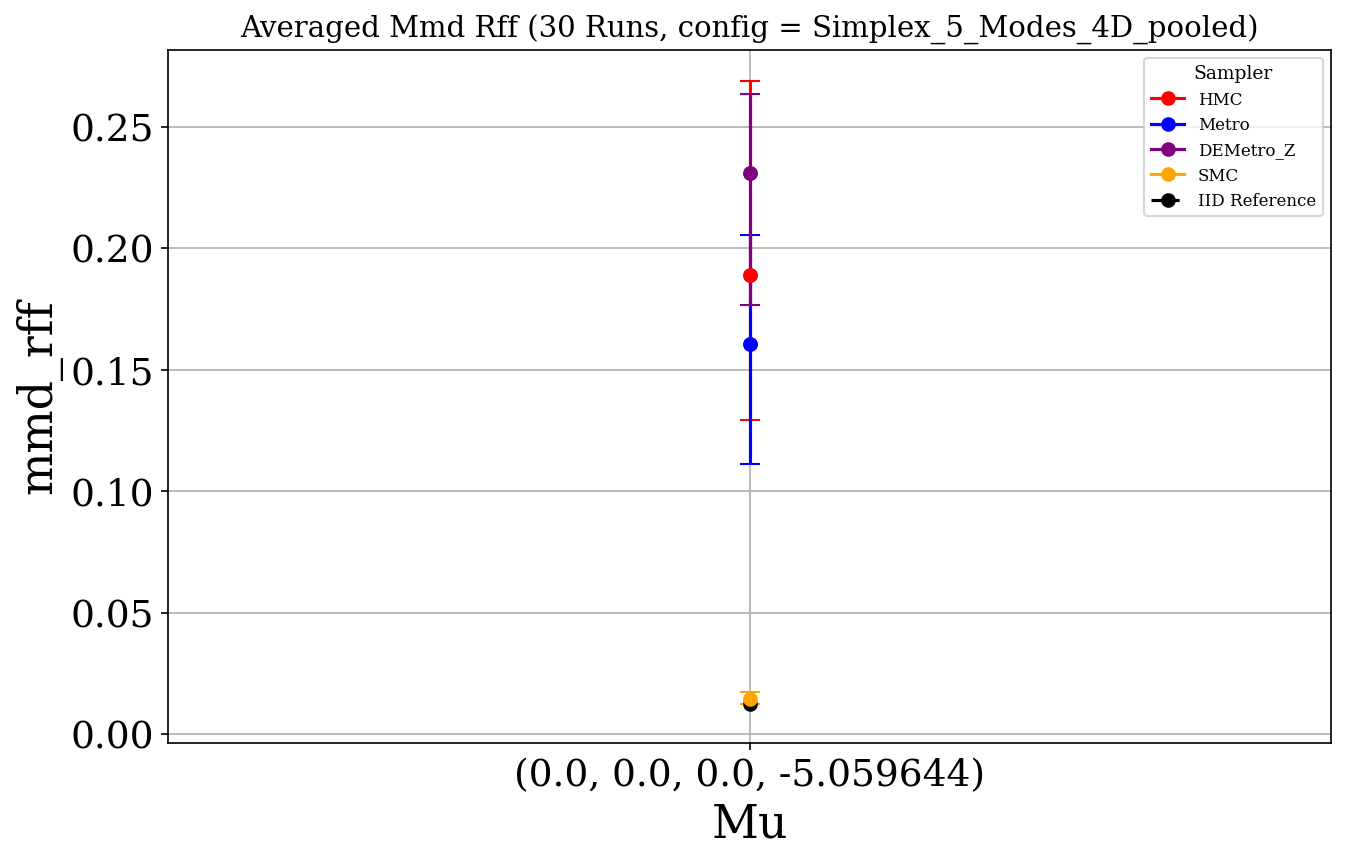 Averaged Mmd Rff (30 Runs, config = Simplex_5_Modes_4D_pooled)
Sampler
HMC
Metro
DEMetro_Z
SMC
IID Reference
mmd_rff
0.25
0.20
0.15
0.10
0.05
0.00
(0.0, 0.0, 0.0, -5.059644)
Mu